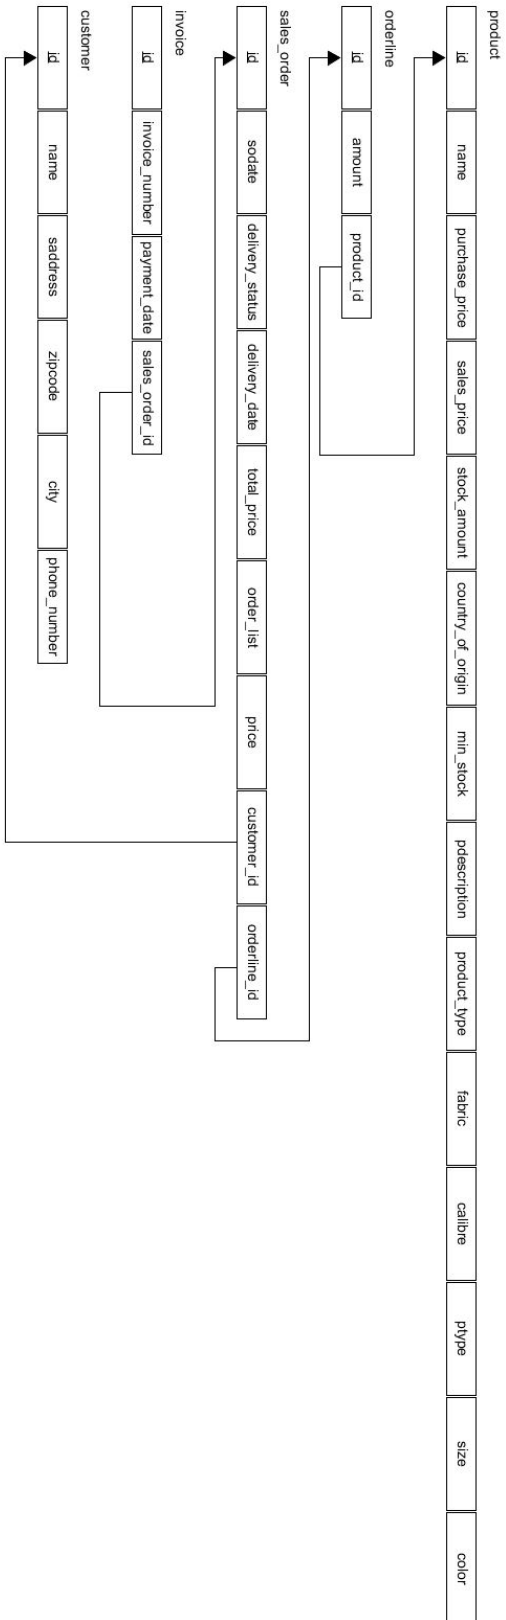 product
id name purchase_price sales_price stock_amount country_of_origin min_stock pdescription product_type fabric calibre ptype size color
orderline
id amount product_id
sales_order
id sodate delivery_status delivery_date total_price order_list price customer_id orderline_id
invoice
id invoice_number payment_date sales_order_id
customer
id name saddress zipcode city phone_number